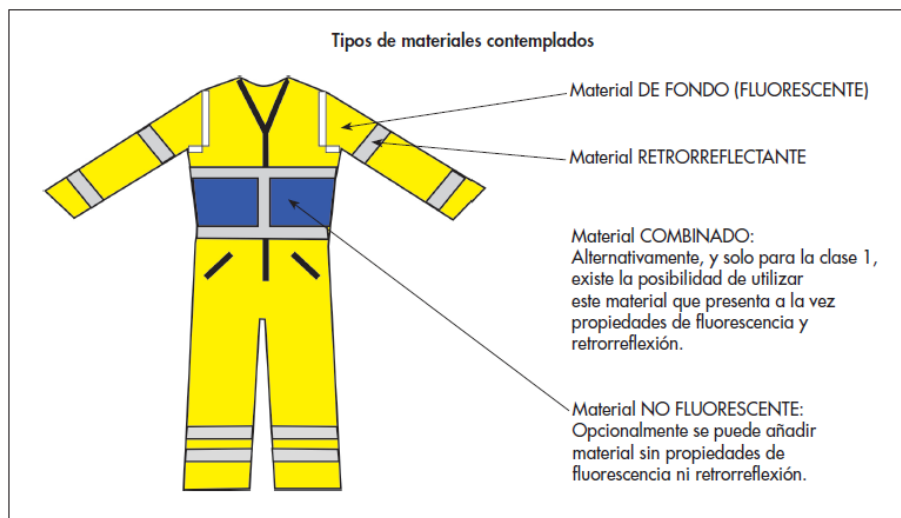 Tipos de materiales contemplados
Material DE FONDO (FLUORESCENTE)
Material RETRORREFLECTANTE
Material COMBINADO:
Alternativamente, y solo para la clase 1,
existe la posibilidad de utilizar
este material que presenta a la vez
propiedades de fluorescencia y
retrorreflexión.
Material NO FLUORESCENTE:
Opcionalmente se puede añadir
material sin propiedades de
fluorescencia ni retrorreflexión.